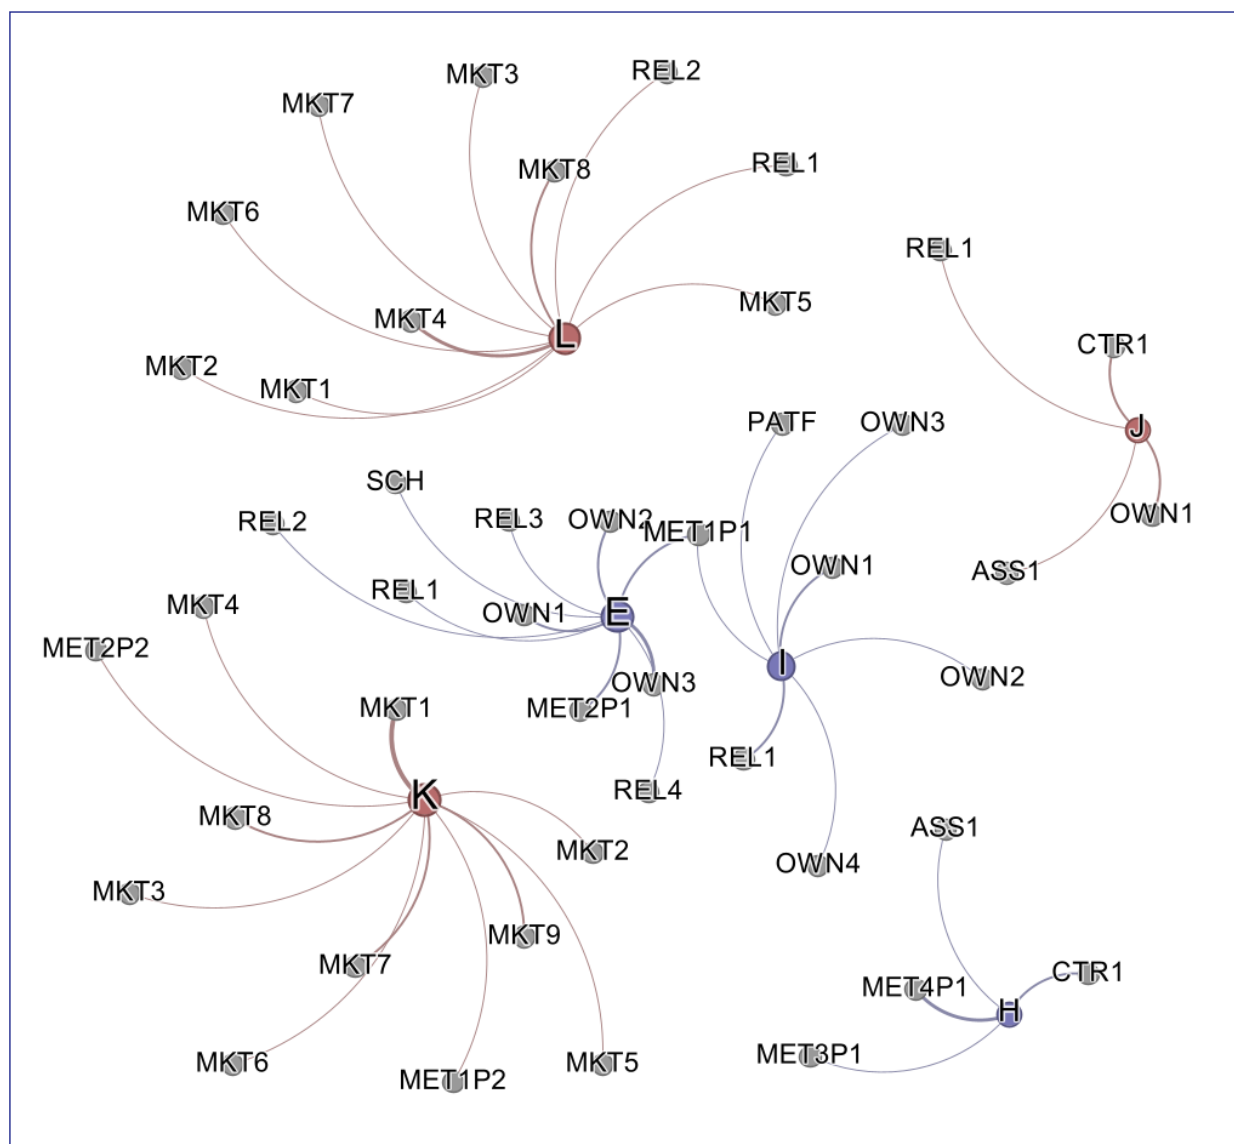 MKT3
REL2
MKT7
MKT8
REL1
MKT6
REL1
MKT5
MKT4
L
CTR1
MKT2
MKT1
J
PATF
OWN3
SCH
REL2
REL3
OWN2
MET1P1
OWN1
OWN1
ASS1
REL1
MKT4
OWN1
E
MET2P2
I
OWN2
OWN3
MKT1
MET2P1
REL1
K
REL4
MKT8
ASS1
MKT2
OWN4
MKT3
MKT9
MKT7
CTR1
MET4P1
H
MET3P1
MKT6
MKT5
MET1P2